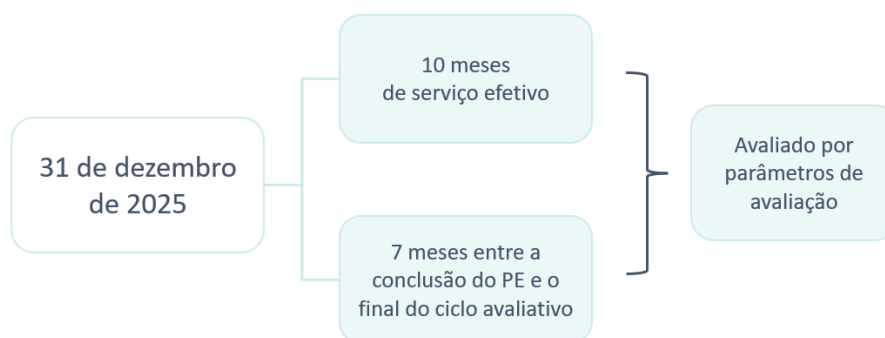 31 de dezembro
de 2025
10 meses
de serviço efetivo
7 meses entre a
conclusão do PE e o
final do ciclo avaliativo
Avaliado por
parâmetros de
avaliação